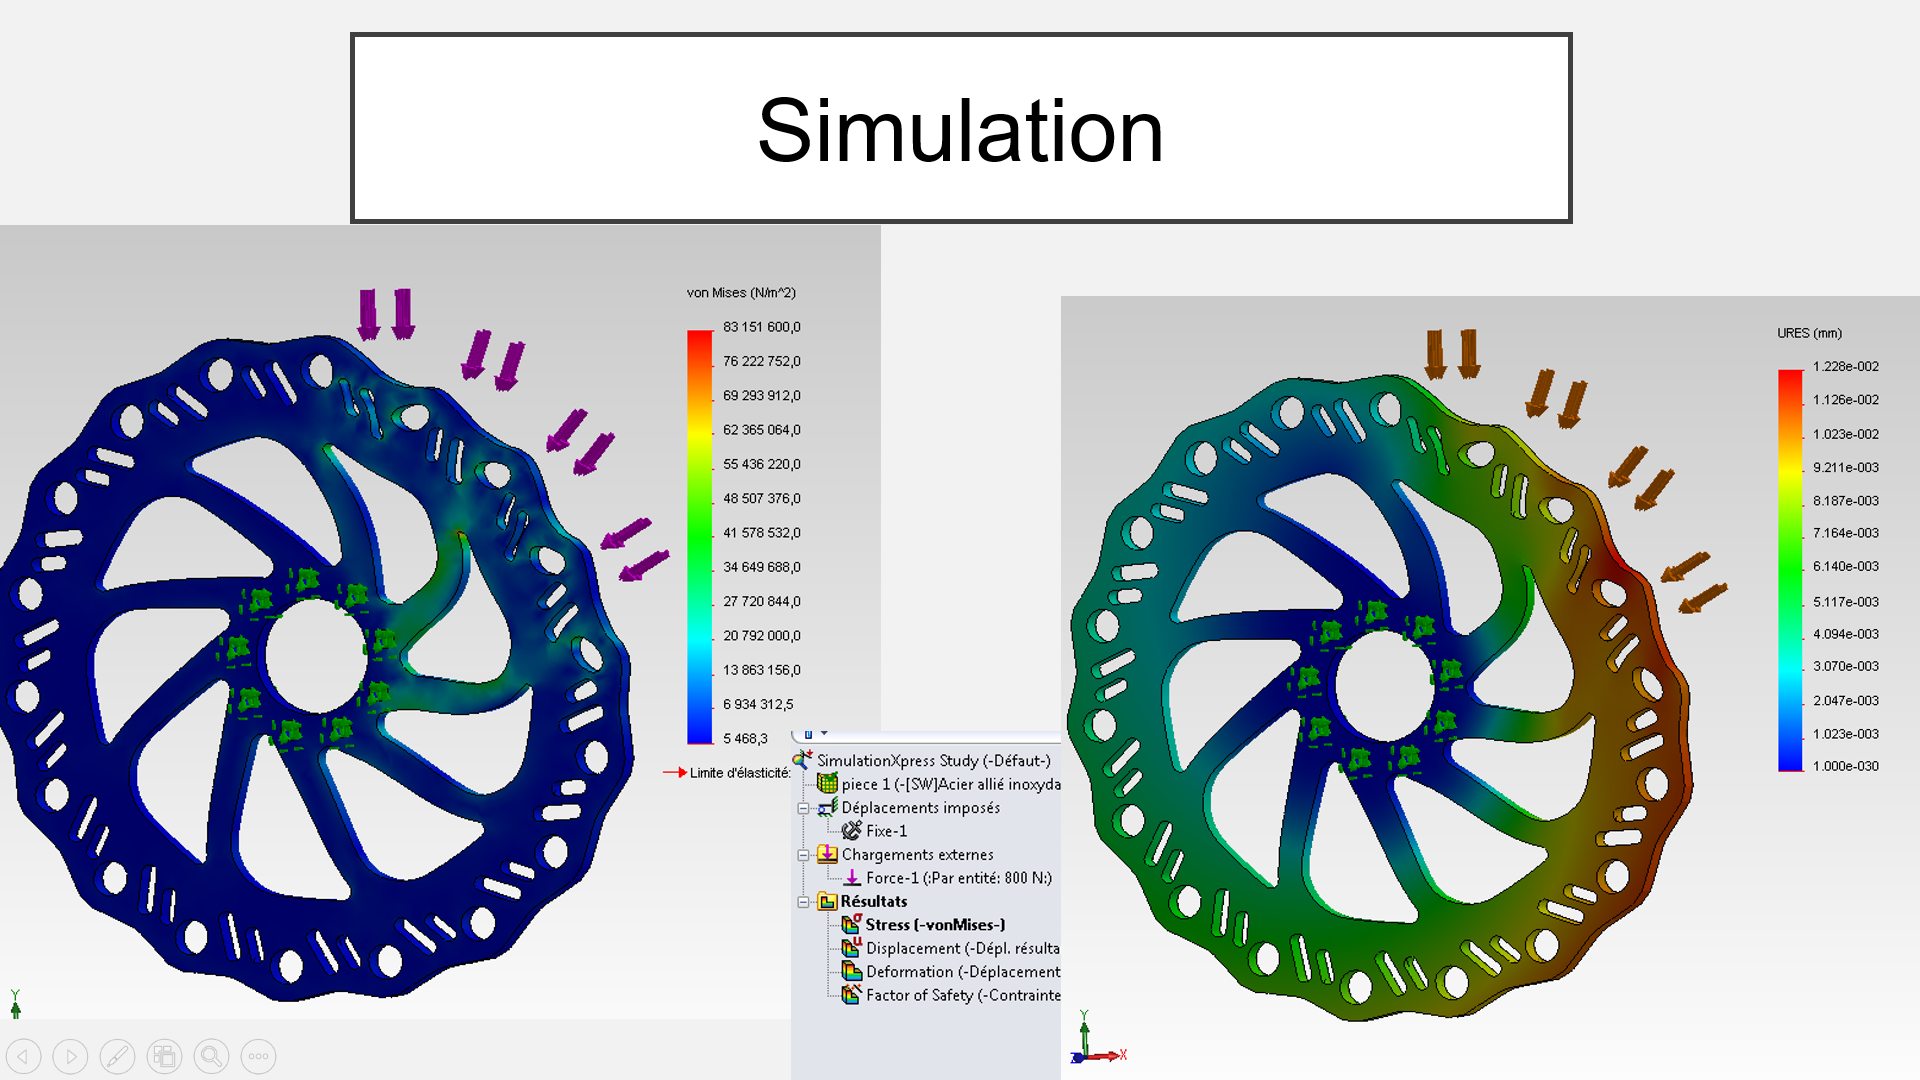 Simulation
von Mises (N/m^2)
83 151 600,0
76 222 752,0
69 293 912,0
62 365 064,0
55 436 220,0
48 507 376,0
41 578 532,0
34 649 688,0
27 720 844,0
20 792 000,0
13 863 156,0
6 934 312,5
5 468,3
Limite d'élasticité:
SimulationXpress Study (-Défaut-)
piece 1 (-[SW]Acier allié inoxyda
Déplacements imposés
Fixe-1
Chargements externes
Force-1 (:Par entité: 800 N:)
Résultats
Stress (-vonMises-)
Displacement (-Dépl. résulta
Deformation (-Déplacement
Factor of Safety (-Contrainte
URES (mm)
1.228e-002
1.126e-002
1.023e-002
9.211e-003
8.187e-003
7.164e-003
6.140e-003
5.117e-003
4.094e-003
3.070e-003
2.047e-003
1.023e-003
1.000e-030
Y
Y
X
Z